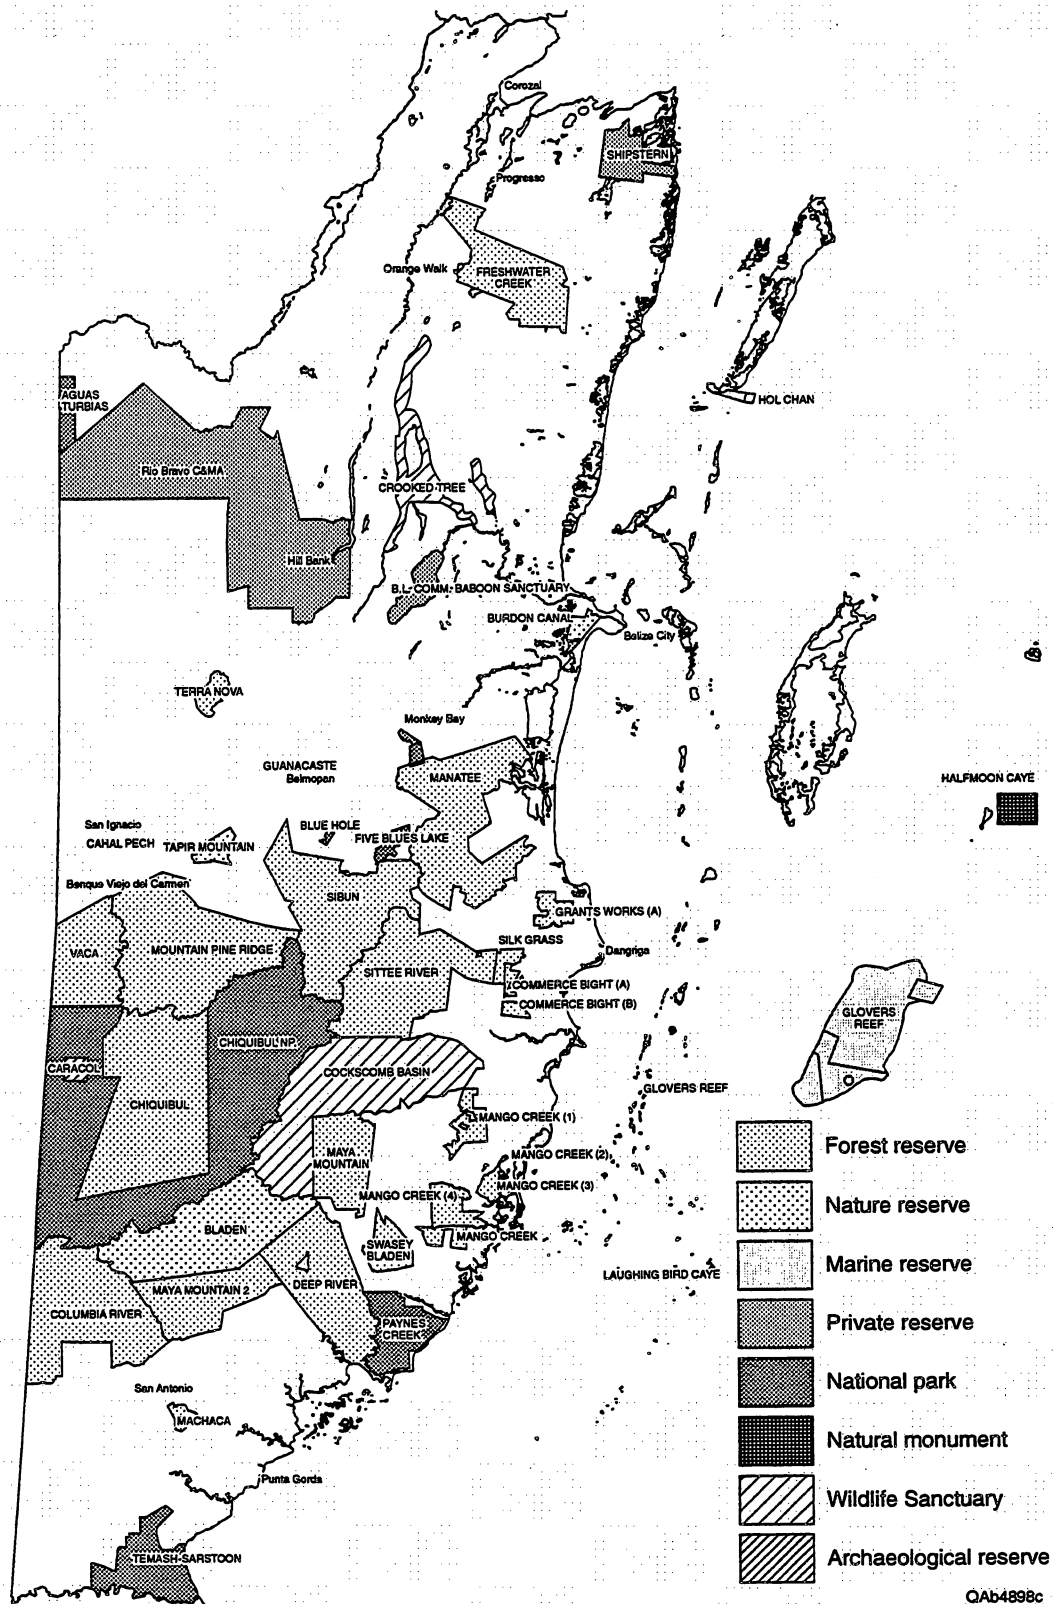 Corozal
SHIPSTERN
Progresso
Orange Walk
FRESHWATER
CREEK
AGUAS
TURBIAS
HOL CHAN
Rio Bravo C&MA
CROOKED TREE
Hill Bank
B.L. COMM. BABOON SANCTUARY
BURDON CANAL
Belize City
TERRA NOVA
Monkey Bay
GUANACASTE
Belmopan
MANATEE
HALFMOON CAYE
San Ignacio
CAHAL PECH
TAPIR MOUNTAIN
BLUE HOLE
FIVE BLUES LAKE
Benque Viejo del Carmen
SIBUN
GRANTS WORKS (A)
VACA
MOUNTAIN PINE RIDGE
SILK GRASS
Dangriga
SITTEE RIVER
COMMERCE BIGHT (A)
COMMERCE BIGHT (B)
GLOVERS
REEF
CHIQUIBUL NP.
CARACOL
COCKSCOMB BASIN
GLOVERS REEF
CHIQUIBUL
MANGO CREEK (1)
MAYA
MOUNTAIN
MANGO CREEK (2)
MANGO CREEK (3)
MANGO CREEK (4)
BLADEN
SWASEY
BLADEN
MANGO CREEK
LAUGHING BIRD CAYE
DEEP RIVER
MAYA MOUNTAIN 2
COLUMBIA RIVER
PAYNES
CREEK
San Antonio
MACHACA
Punta Gorda
TEMASH-SARSTOON
Forest reserve
Nature reserve
Marine reserve
Private reserve
National park
Natural monument
Wildlife Sanctuary
Archaeological reserve
QAb4898c